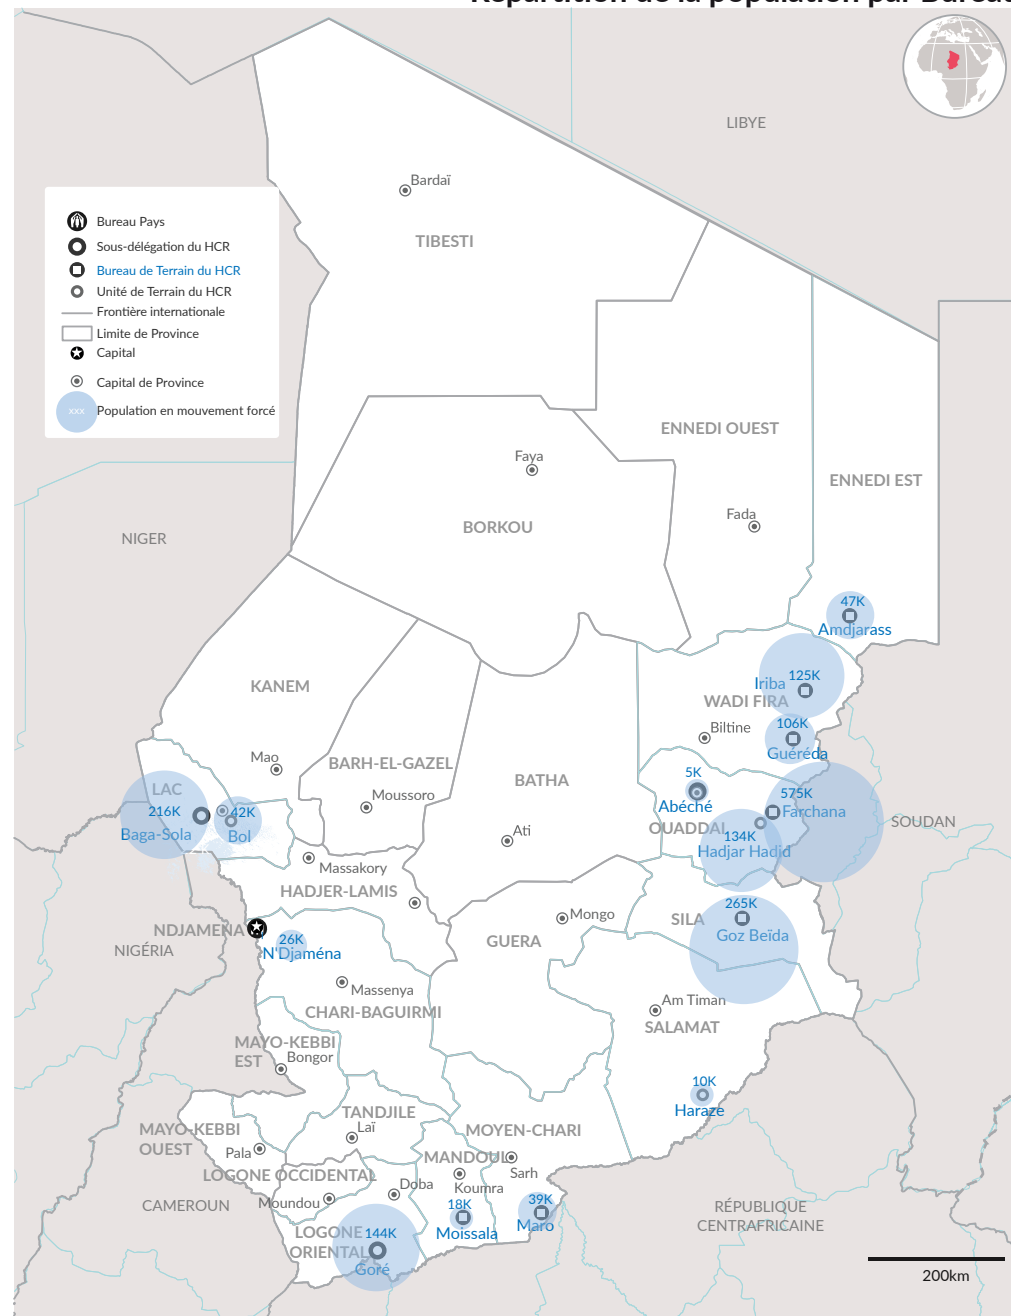 Répartition de la population par Bureau
LIBYE
Bardaï
TIBESTI
Bureau Pays
Sous-délégation du HCR
Bureau de Terrain du HCR
Unité de Terrain du HCR
Frontière internationale
Limite de Province
Capital
Capital de Province
xxx
Population en mouvement forcé
ENNEDI OUEST
Faya
ENNEDI EST
Fada
BORKOU
NIGER
47K
Amdjarass
Iriba
125K
KANEM
WADI FIRA
106K
Biltine
Guéréda
Mao
BARH-EL-GAZEL
5K
BATHA
LAC
575K
Moussoro
Abéché
216K
42K
Farchana
SOUDAN
Baga-Sola
Bol
Ati
OUADDAI
134K
Hadjar Hadid
Massakory
HADJER-LAMIS
265K
Mongo
SILA
NDJAMENA
26K
Goz Beïda
GUERA
NIGÉRIA
N'Djaména
Massenya
Am Timan
CHARI-BAGUIRMI
SALAMAT
MAYO-KEBBI
EST
Bongor
10K
Haraze
TANDJILE
Laï
MAYO-KEBBI
OUEST
MOYEN-CHARI
Pala
MANDOUL
LOGONE OCCIDENTAL
Sarh
Doba
Koumra
Moundou
CAMEROUN
18K
39K
RÉPUBLIQUE
CENTRAFRICAINE
Moissala
Maro
LOGONE
ORIENTAL
144K
Goré
200km